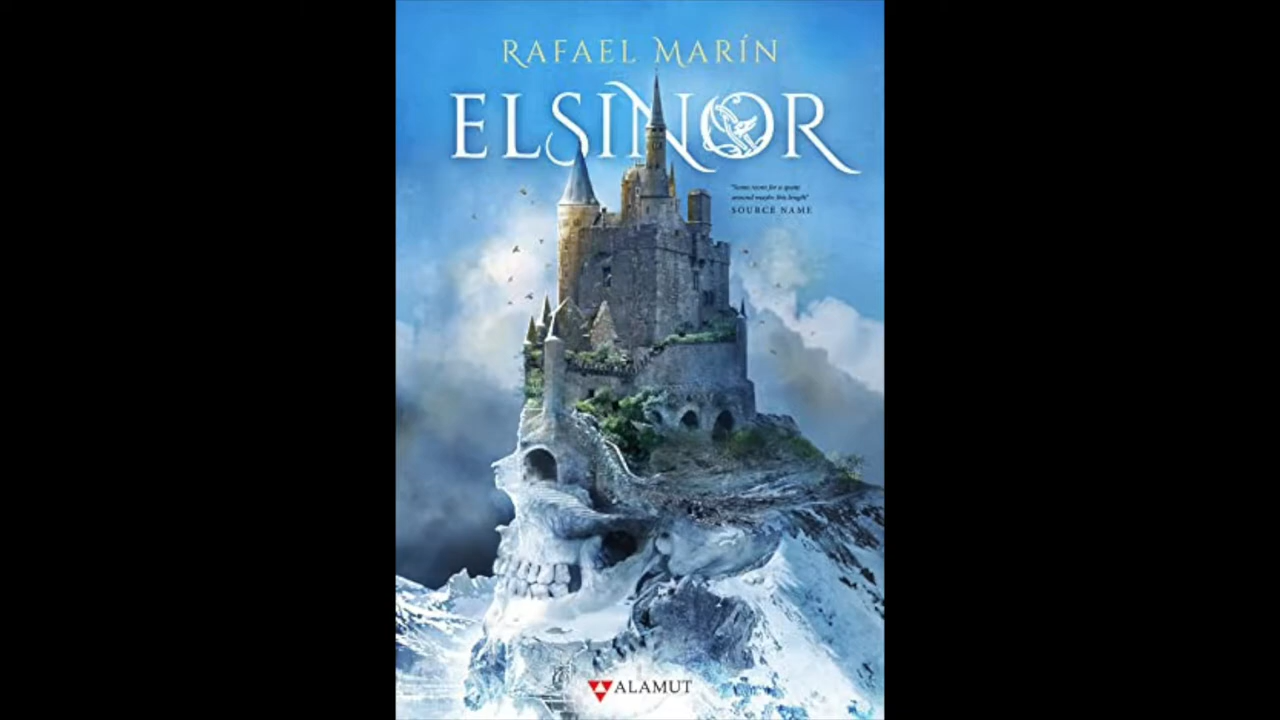 RAFAEL MARÍN
ELSINOR
"Some room for a quote
around maybe this length"
SOURCE NAME
ALAMUT